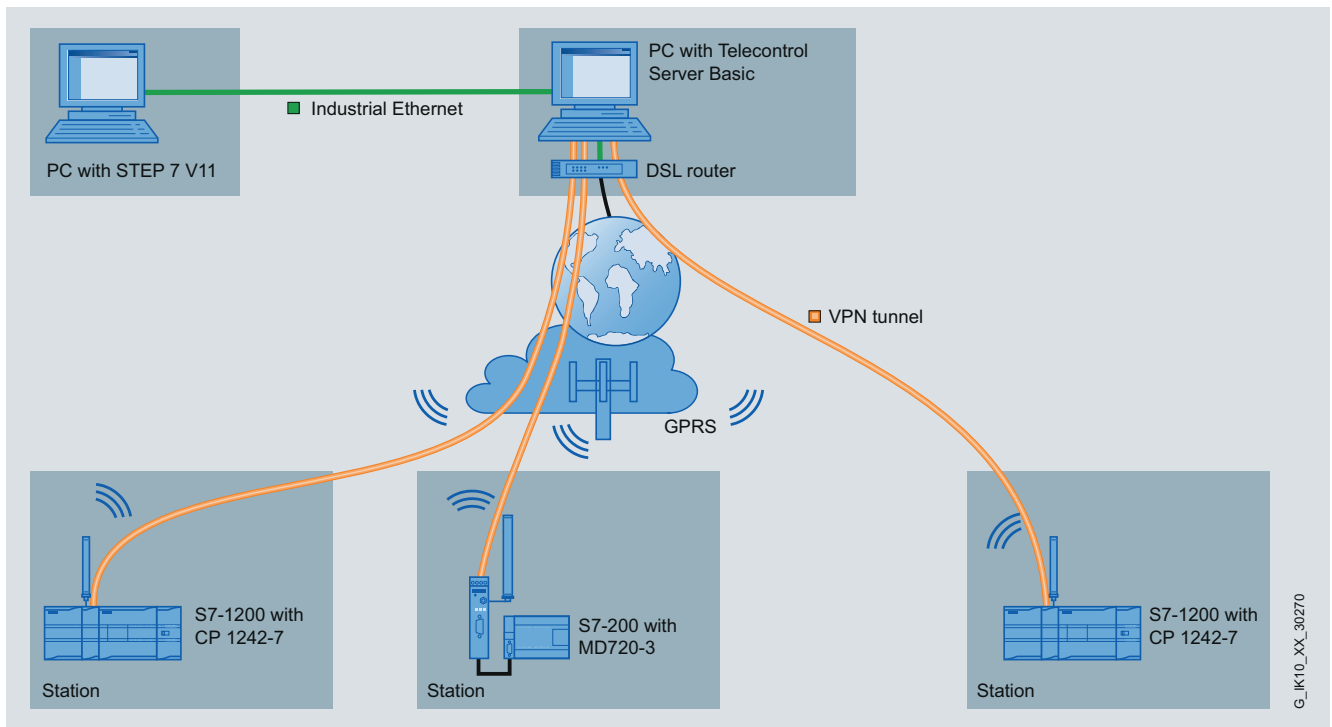 PC with Telecontrol
Server Basic
Industrial Ethernet
PC with STEP 7 V11
DSL router
VPN tunnel
GPRS
S7-1200 with
CP 1242-7
Station
S7-200 with
MD720-3
Station
S7-1200 with
CP 1242-7
Station
G_IK10_XX_30270